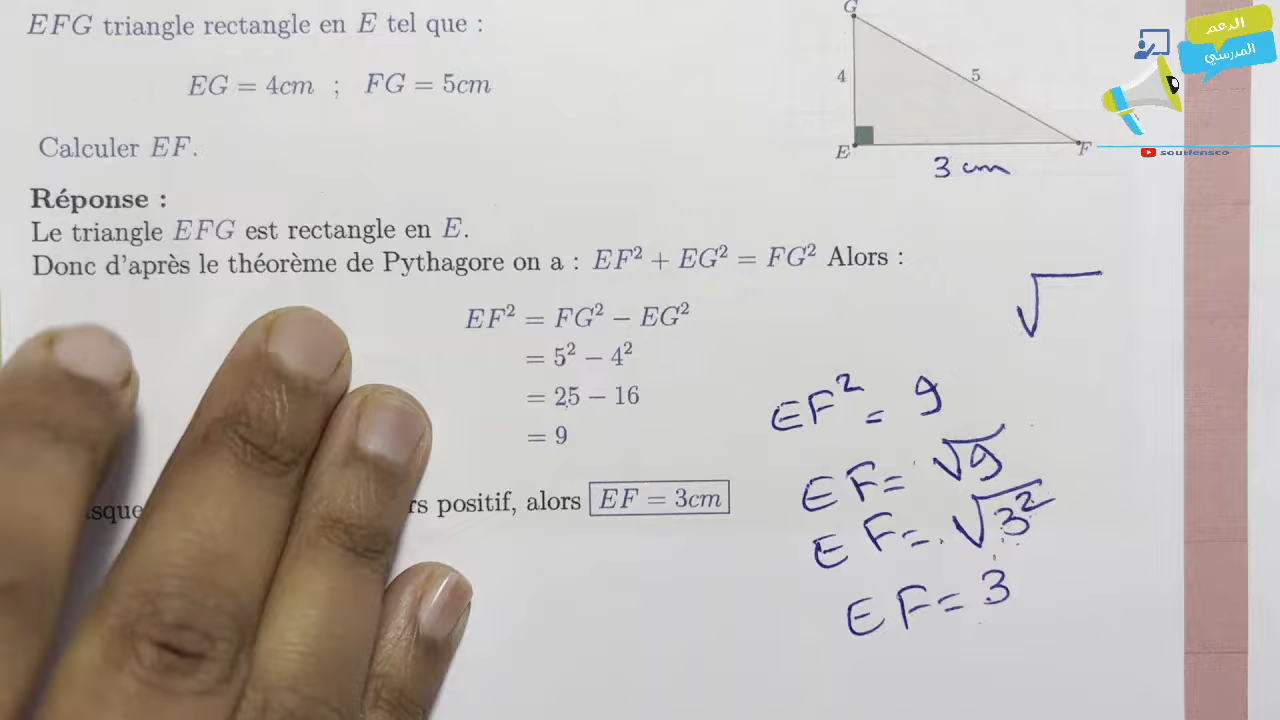 EFG triangle rectangle en E tel que :
EG = 4cm ; FG = 5cm
Calculer EF.
G
4
5
E
F
3 cm
الدعم
المدرسي
soutiensco
Réponse :
Le triangle EFG est rectangle en E.
Donc d'après le théorème de Pythagore on a : EF² + EG² = FG² Alors :
EF² = FG² − EG²
= 5² − 4²
= 25 − 16
= 9
positif, alors EF = 3cm
√
EF² = 9
EF = √9
EF = √3²
EF = 3